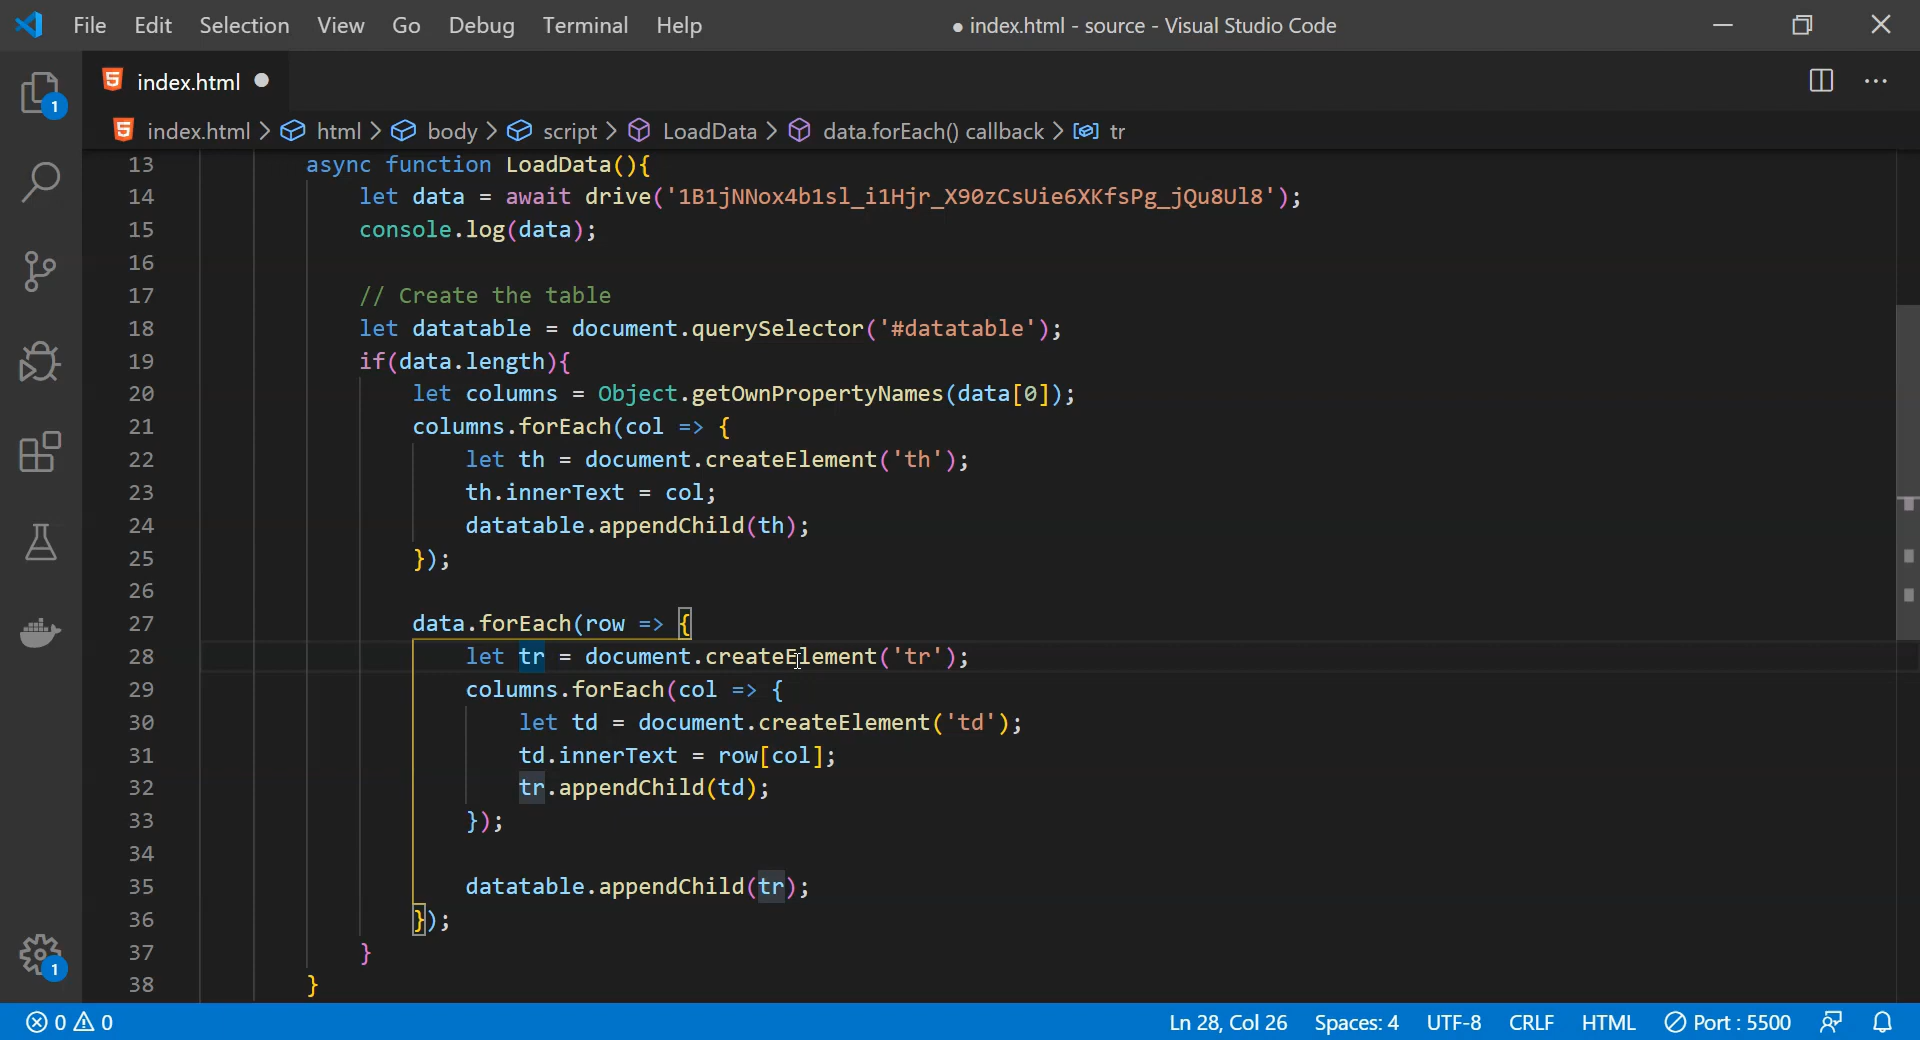 File Edit Selection View Go Debug Terminal Help ● index.html - source - Visual Studio Code
index.html ●
index.html > html > body > script > LoadData > data.forEach() callback > tr
13 async function LoadData(){
14 let data = await drive('1B1jNNox4b1sl_i1Hjr_X90zCsUie6XKfsPg_jQu8Ul8');
15 console.log(data);
16
17 // Create the table
18 let datatable = document.querySelector('#datatable');
19 if(data.length){
20 let columns = Object.getOwnPropertyNames(data[0]);
21 columns.forEach(col => {
22 let th = document.createElement('th');
23 th.innerText = col;
24 datatable.appendChild(th);
25 });
26
27 data.forEach(row => {
28 let tr = document.createElement('tr');
29 columns.forEach(col => {
30 let td = document.createElement('td');
31 td.innerText = row[col];
32 tr.appendChild(td);
33 });
34
35 datatable.appendChild(tr);
36 });
37 }
38 }
1
1
0 0 Ln 28, Col 26 Spaces: 4 UTF-8 CRLF HTML Port : 5500